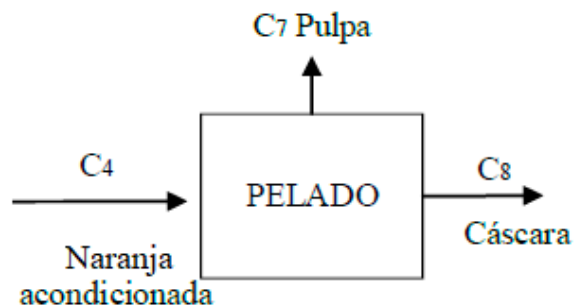 C7 Pulpa
C4
PELADO
C8
Naranja
acondicionada
Cáscara